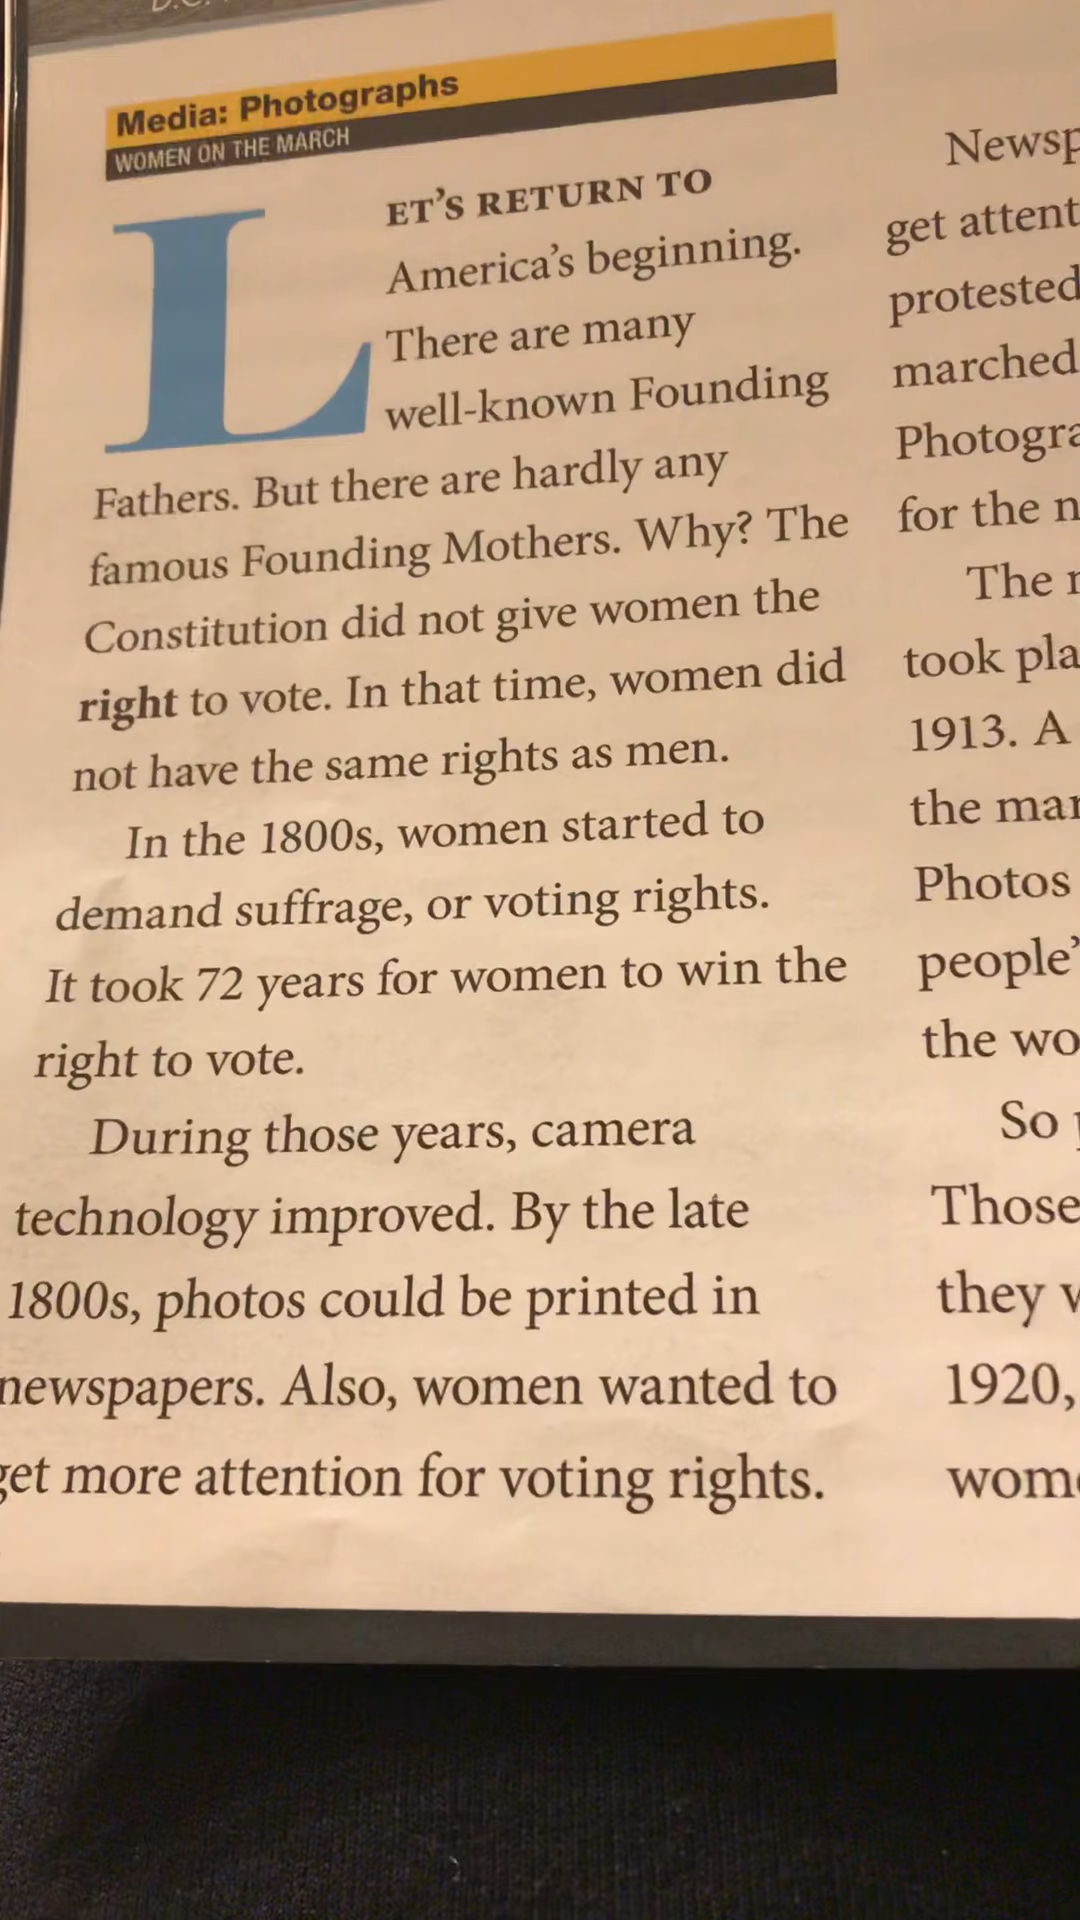 Media: Photographs
WOMEN ON THE MARCH
LET'S RETURN TO
America's beginning.
There are many
well-known Founding
Fathers. But there are hardly any
famous Founding Mothers. Why? The
Constitution did not give women the
right to vote. In that time, women did
not have the same rights as men.
In the 1800s, women started to
demand suffrage, or voting rights.
It took 72 years for women to win the
right to vote.
During those years, camera
technology improved. By the late
1800s, photos could be printed in
newspapers. Also, women wanted to
get more attention for voting rights.
get
protested
marched
for the
The
took
1913. A
the
Photos
the
So
Those
they
1920,